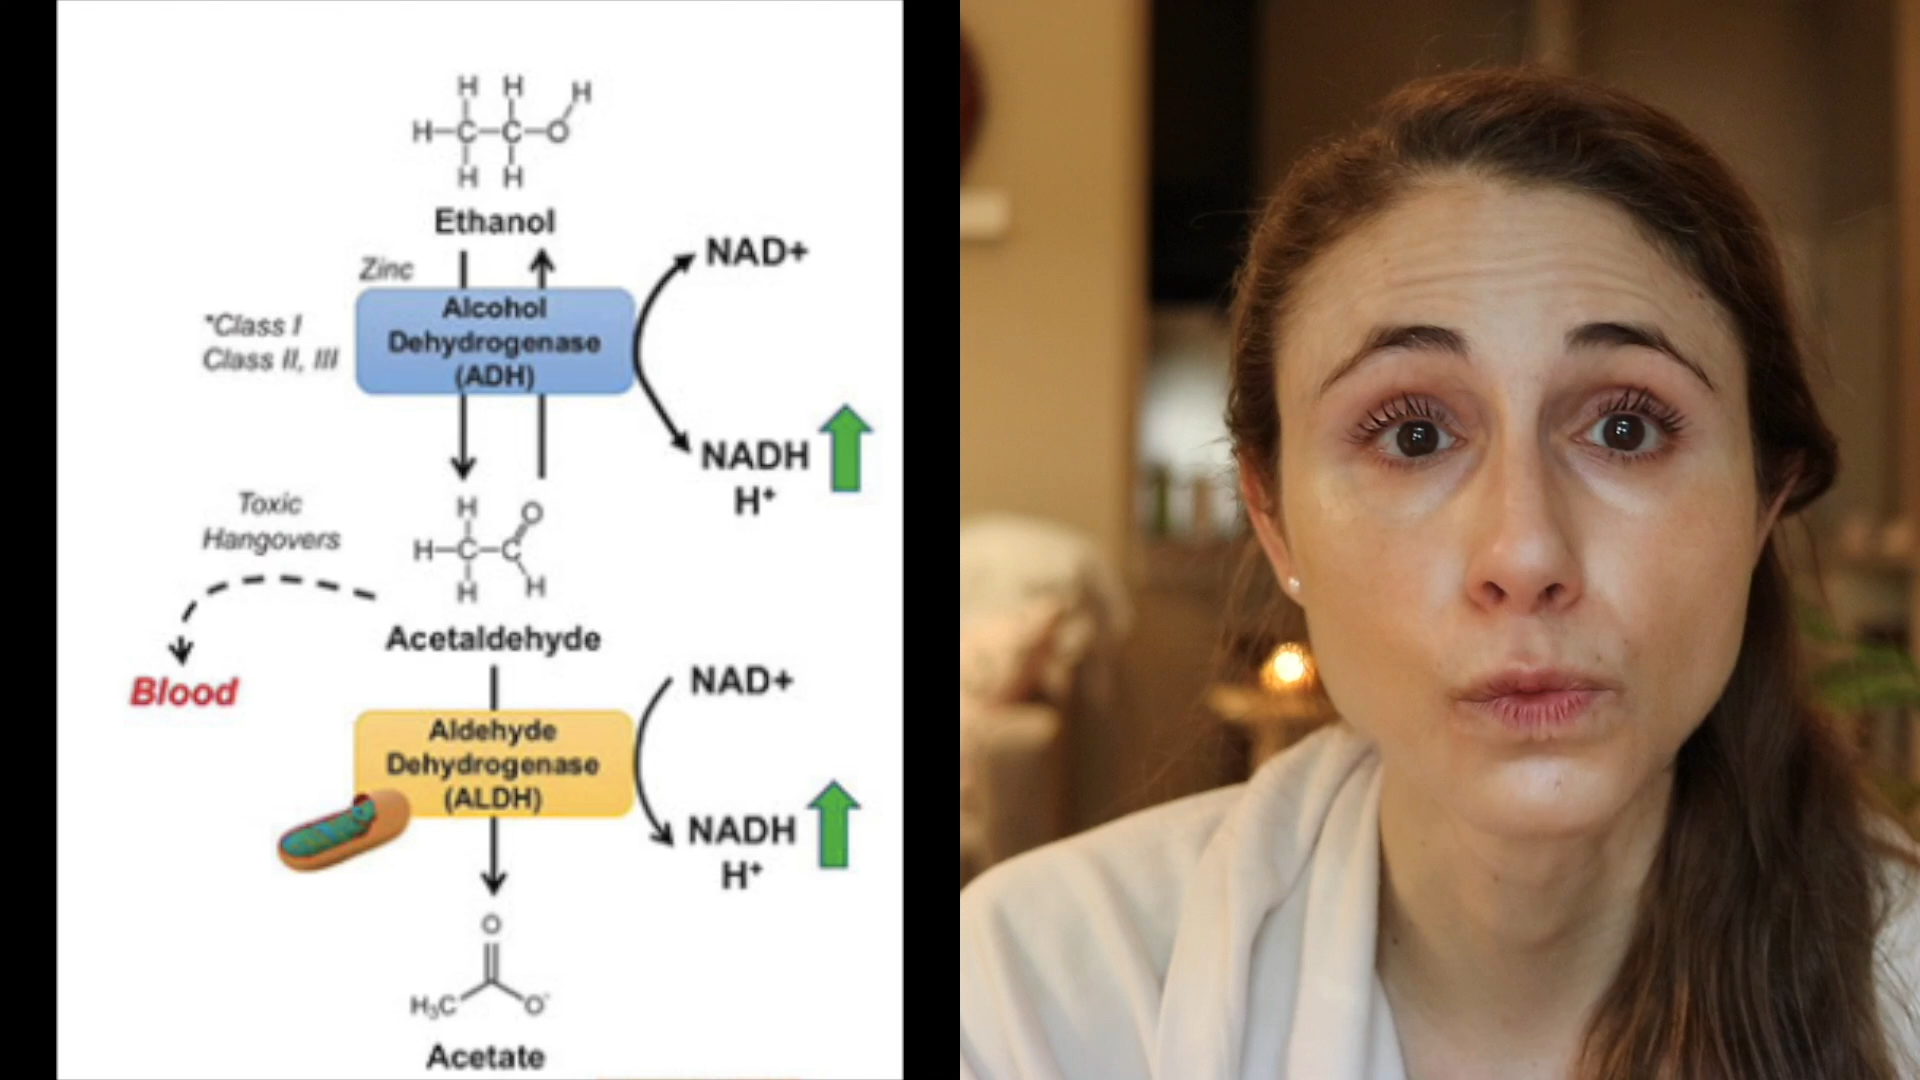 H H H
H-C-C-O
H H
Ethanol
Zinc
NAD+
*Class I
Class II, III
Alcohol
Dehydrogenase
(ADH)
NADH
H+
Toxic
Hangovers
H O
H-C-C
H H
Acetaldehyde
Blood
NAD+
Aldehyde
Dehydrogenase
(ALDH)
NADH
H+
O
H₃C O⁻
Acetate